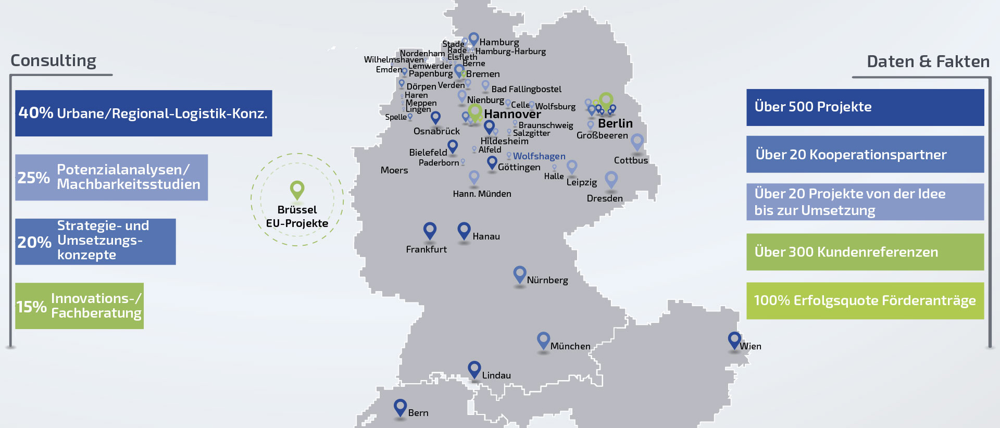 Consulting
40% Urbane/Regional-Logistik-Konz.
25% Potenzialanalysen/
Machbarkeitsstudien
20% Strategie- und
Umsetzungs-
konzepte
15% Innovations-/
Fachberatung
Brüssel
EU-Projekte
Stade
Hamburg
Rade
Hamburg-Harburg
Nordenham
Elsfleth
Wilhelmshaven
Berne
Lemwerder
Emden
Papenburg
Bremen
Dörpen
Verden
Bad Fallingbostel
Haren
Nienburg
Meppen
Celle
Wolfsburg
Lingen
Hannover
Spelle
Osnabrück
Braunschweig
Berlin
Salzgitter
Großbeeren
Hildesheim
Alfeld
Bielefeld
Wolfshagen
Cottbus
Paderborn
Göttingen
Moers
Halle
Leipzig
Hann. Münden
Dresden
Hanau
Frankfurt
Nürnberg
München
Wien
Lindau
Bern
Daten & Fakten
Über 500 Projekte
Über 20 Kooperationspartner
Über 20 Projekte von der Idee
bis zur Umsetzung
Über 300 Kundenreferenzen
100% Erfolgsquote Förderanträge